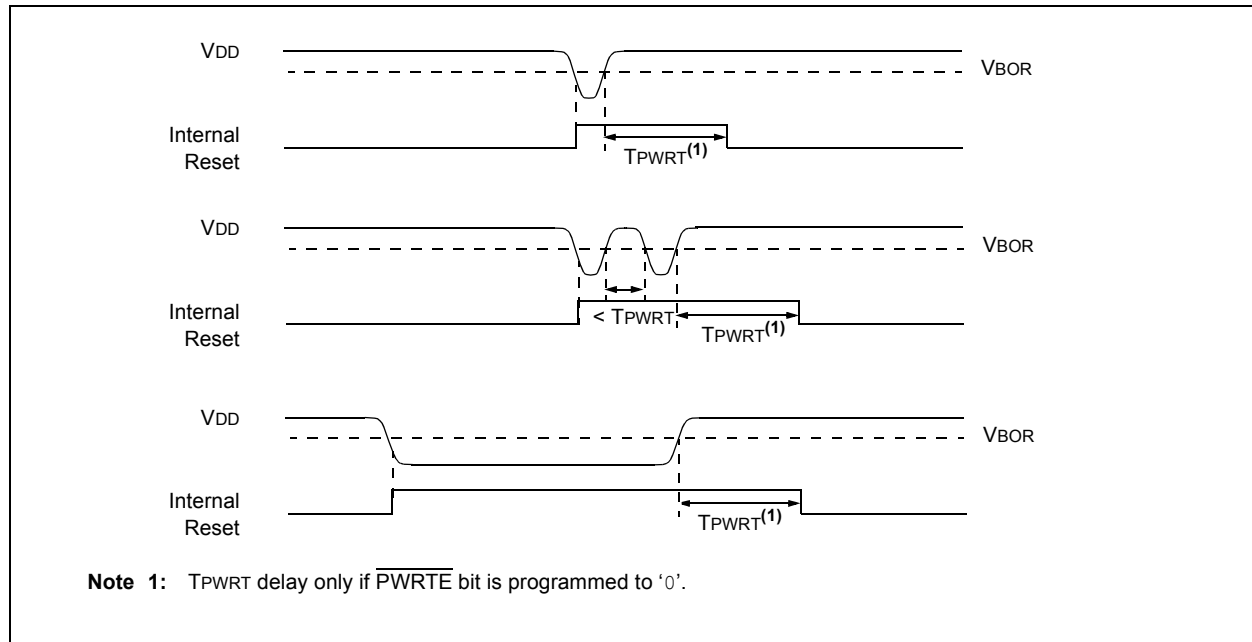 VDD
VBOR
Internal
Reset
TPWRT(1)
VDD
VBOR
Internal
Reset
< TPWRT
TPWRT(1)
VDD
VBOR
Internal
Reset
TPWRT(1)
Note 1: TPWRT delay only if PWRTE bit is programmed to ‘0’.